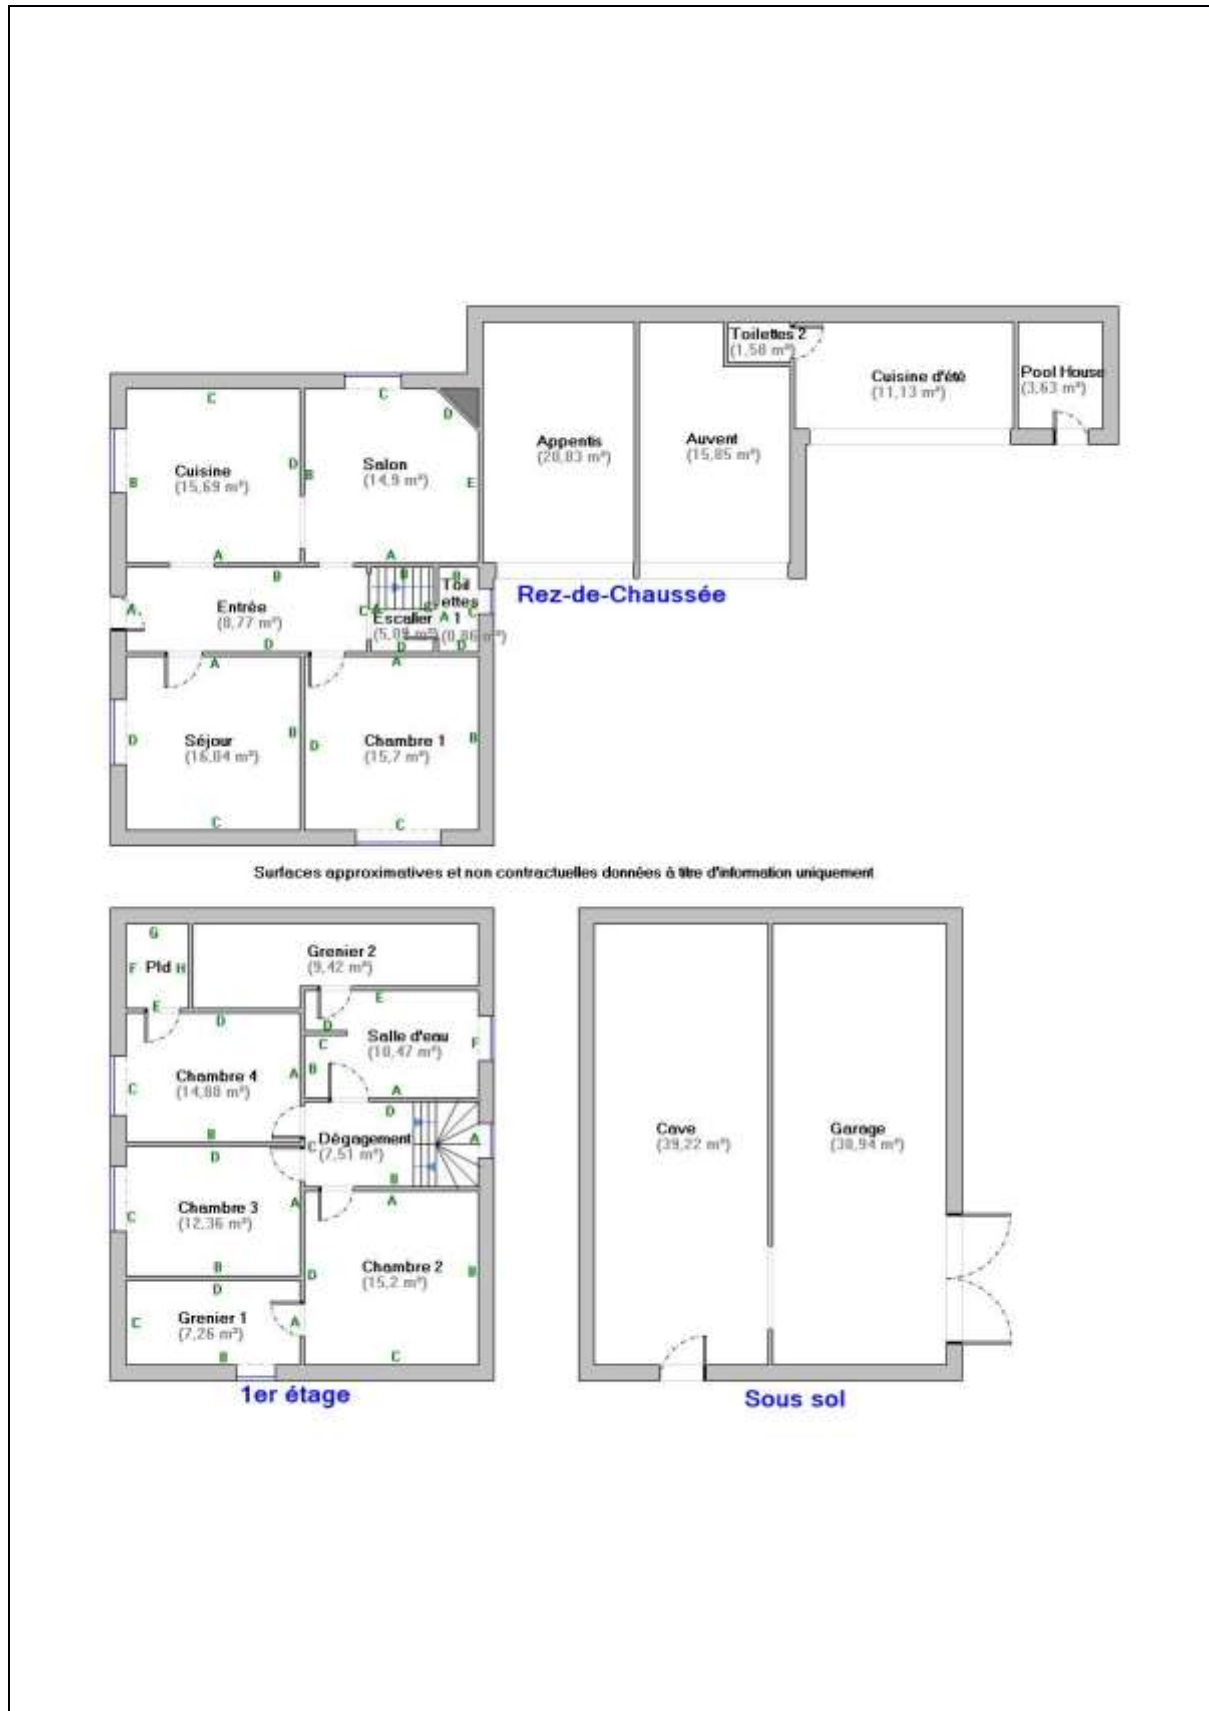 Toilettes 2
(1,58 m²)
Cuisine d'été
(11,13 m²)
Pool House
(3,63 m²)
Appentis
(20,83 m²)
Auvent
(15,85 m²)
C
C
D
Cuisine
(15,69 m²)
B
D
B
Salon
(14,9 m²)
E
A
A
Rez-de-Chaussée
B
B
B
A
Entrée
(8,77 m²)
C
Escalier
Toil
ettes
1
A
C
D
D
D
A
A
Séjour
(16,04 m²)
D
B
Chambre 1
(15,7 m²)
D
B
C
C
Surfaces approximatives et non contractuelles données à titre d'information uniquement
G
F
Pld
H
E
Grenier 2
(9,42 m²)
D
E
D
C
Salle d'eau
(10,47 m²)
F
B
A
Chambre 4
(14,88 m²)
C
A
B
D
Dégagement
(7,51 m²)
C
A
B
D
Chambre 3
(12,36 m²)
C
A
B
A
Chambre 2
(15,2 m²)
D
B
C
D
Grenier 1
(7,26 m²)
C
A
B
1er étage
Cave
(39,22 m²)
Garage
(38,94 m²)
Sous sol